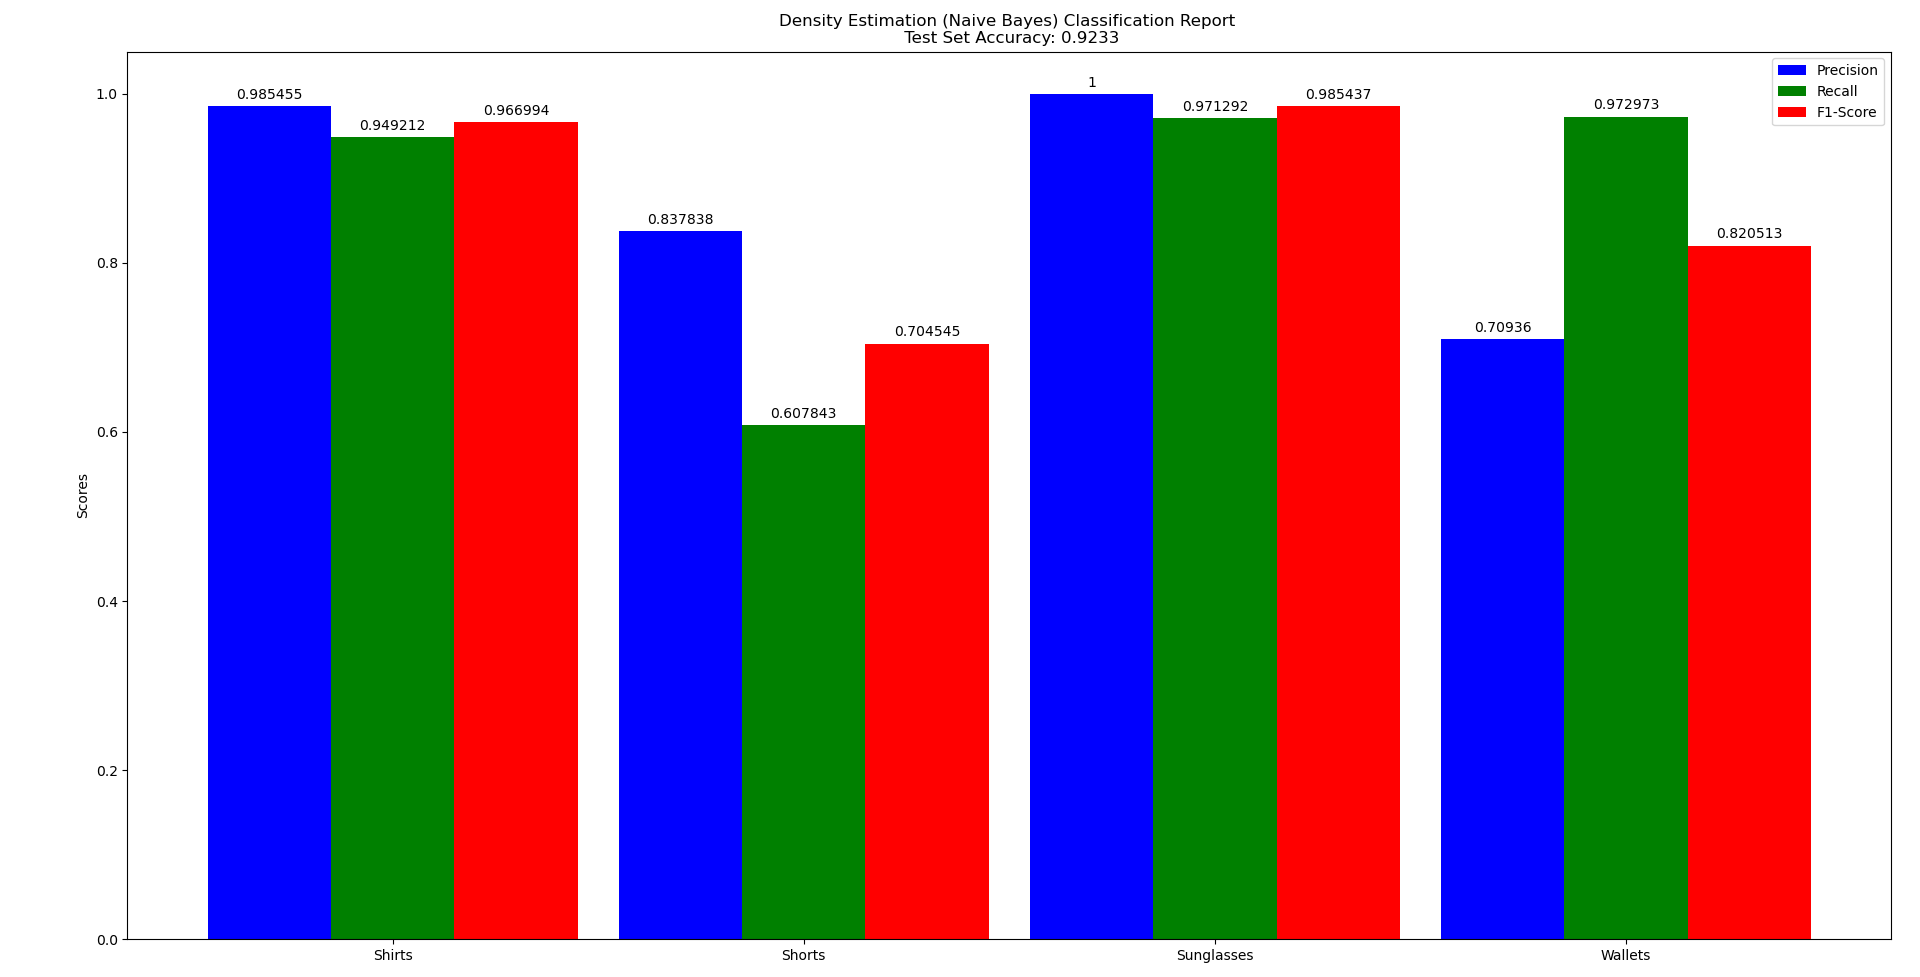 Density Estimation (Naive Bayes) Classification Report
Test Set Accuracy: 0.9233
Precision
Recall
F1-Score
Scores
1.0
0.8
0.6
0.4
0.2
0.0
0.985455
0.949212
0.966994
0.837838
0.607843
0.704545
1
0.971292
0.985437
0.70936
0.972973
0.820513
Shirts
Shorts
Sunglasses
Wallets